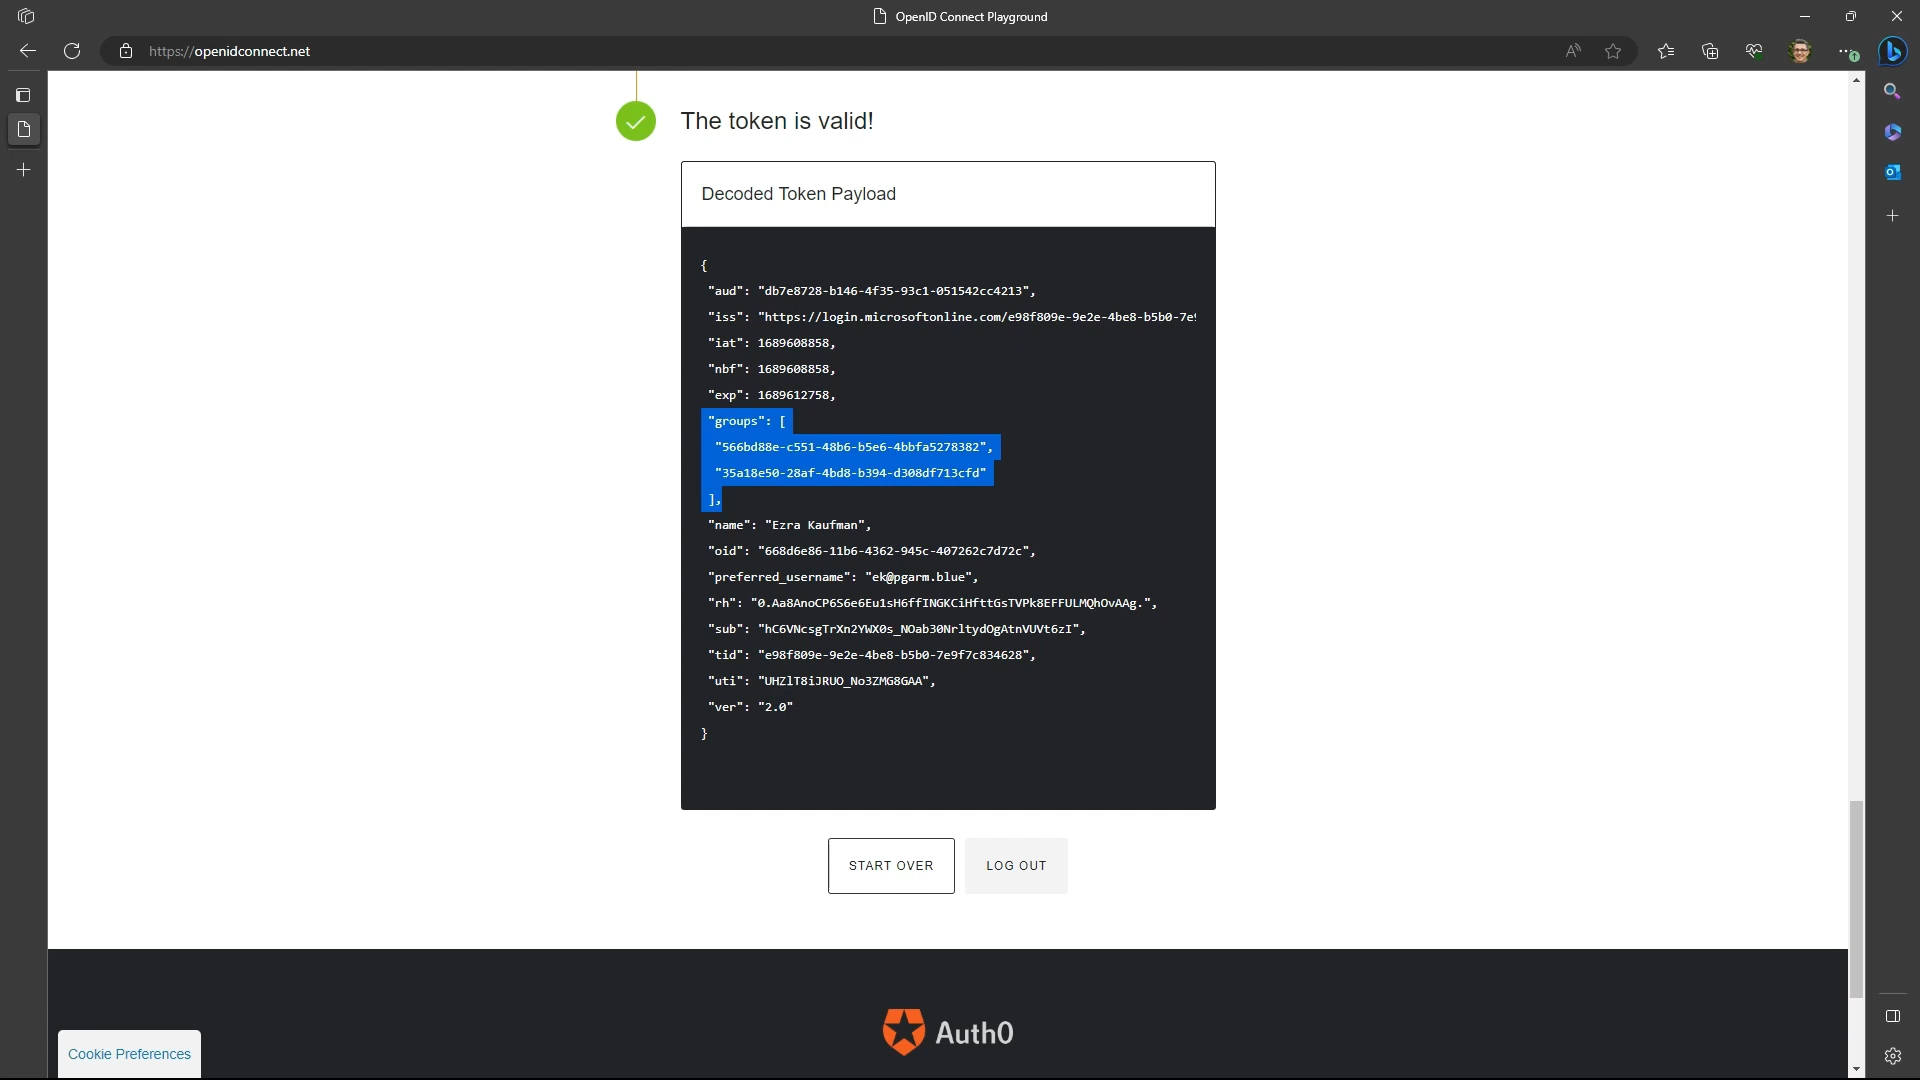 OpenID Connect Playground
https://openidconnect.net
The token is valid!
Decoded Token Payload
{
"aud": "db7e8728-b146-4f35-93c1-051542cc4213",
"iss": "https://login.microsoftonline.com/e98f809e-9e2e-4be8-b5b0-7e9
"iat": 1689608858,
"nbf": 1689608858,
"exp": 1689612758,
"groups": [
"566bd88e-c551-48b6-b5e6-4bbfa5278382",
"35a18e50-28af-4bd8-b394-d308df713cfd"
],
"name": "Ezra Kaufman",
"oid": "668d6e86-11b6-4362-945c-407262c7d72c",
"preferred_username": "ek@pgarm.blue",
"rh": "0.Aa8AnoCP6S6e6Eu1sH6ffINGKCiHfttGsTVPk8EFFULMQhOvAAg.",
"sub": "hC6VNcsgTrXn2YWX0s_NOab30NrltydOgAtnVUVt6zI",
"tid": "e98f809e-9e2e-4be8-b5b0-7e9f7c834628",
"uti": "UHZlT8iJRUO_No3ZMG8GAA",
"ver": "2.0"
}
START OVER
LOG OUT
Auth0
Cookie Preferences